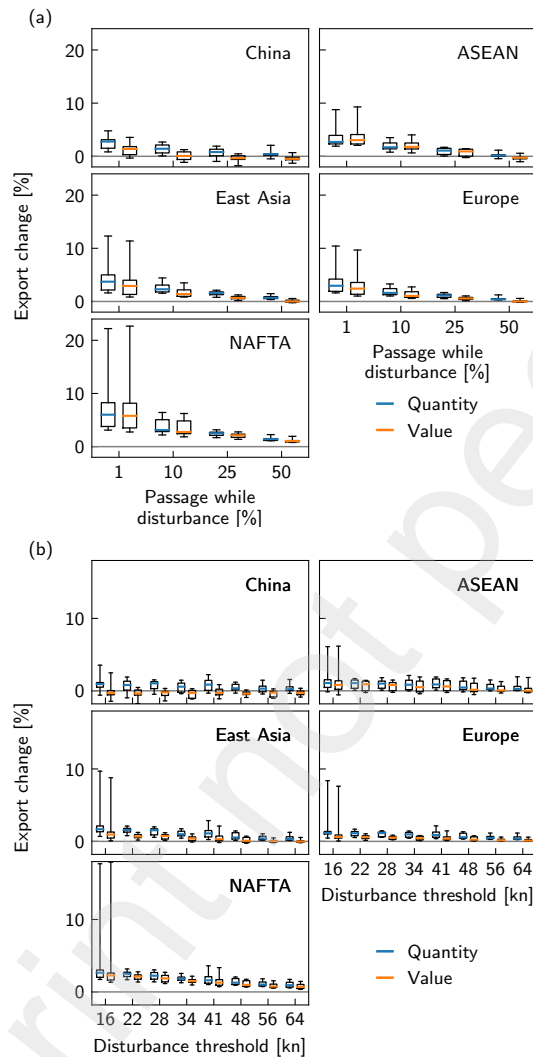 (a)
20
10
0
China
ASEAN
Export change [%]
20
10
0
East Asia
Europe
20
10
0
NAFTA
1 10 25 50
Passage while
disturbance [%]
1 10 25 50
Passage while
disturbance [%]
Quantity
Value
(b)
10
0
China
ASEAN
Export change [%]
10
0
East Asia
Europe
16 22 28 34 41 48 56 64
Disturbance threshold [kn]
10
0
NAFTA
16 22 28 34 41 48 56 64
Disturbance threshold [kn]
Quantity
Value
rint not pe